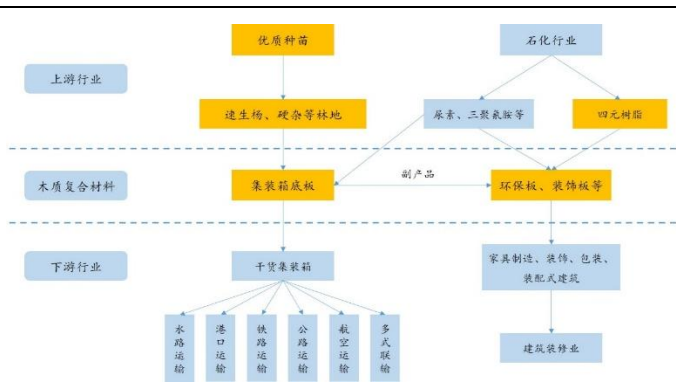 优质种苗
石化行业
上游行业
速生杨、硬杂等林地
尿素、三聚氰胺等
四元树脂
副产品
木质复合材料
集装箱底板
环保板、装饰板等
下游行业
干货集装箱
家具制造、装饰、包装、
装配式建筑
水路运输
港口运输
铁路运输
公路运输
航空运输
多式联输
建筑装修业